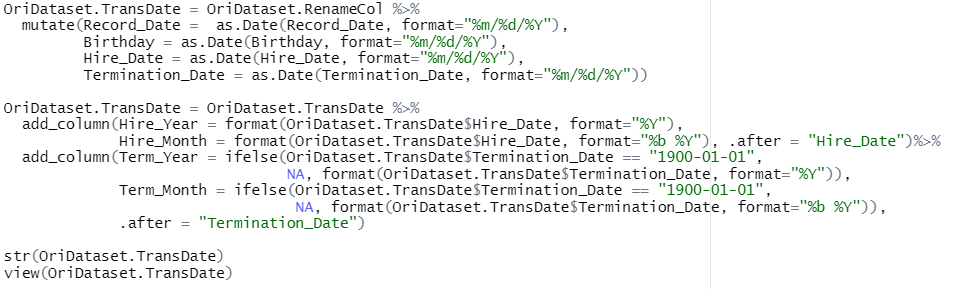 OriDataset.TransDate = OriDataset.RenameCol %>%
  mutate(Record_Date =  as.Date(Record_Date, format="%m/%d/%Y"),
         Birthday = as.Date(Birthday, format="%m/%d/%Y"),
         Hire_Date = as.Date(Hire_Date, format="%m/%d/%Y"),
         Termination_Date = as.Date(Termination_Date, format="%m/%d/%Y"))

OriDataset.TransDate = OriDataset.TransDate %>%
  add_column(Hire_Year = format(OriDataset.TransDate$Hire_Date, format="%Y"),
             Hire_Month = format(OriDataset.TransDate$Hire_Date, format="%b %Y"), .after = "Hire_Date")%>%
  add_column(Term_Year = ifelse(OriDataset.TransDate$Termination_Date == "1900-01-01",
                                NA, format(OriDataset.TransDate$Termination_Date, format="%Y")),
             Term_Month = ifelse(OriDataset.TransDate$Termination_Date == "1900-01-01",
                                 NA, format(OriDataset.TransDate$Termination_Date, format="%b %Y")),
             .after = "Termination_Date")

str(OriDataset.TransDate)
view(OriDataset.TransDate)